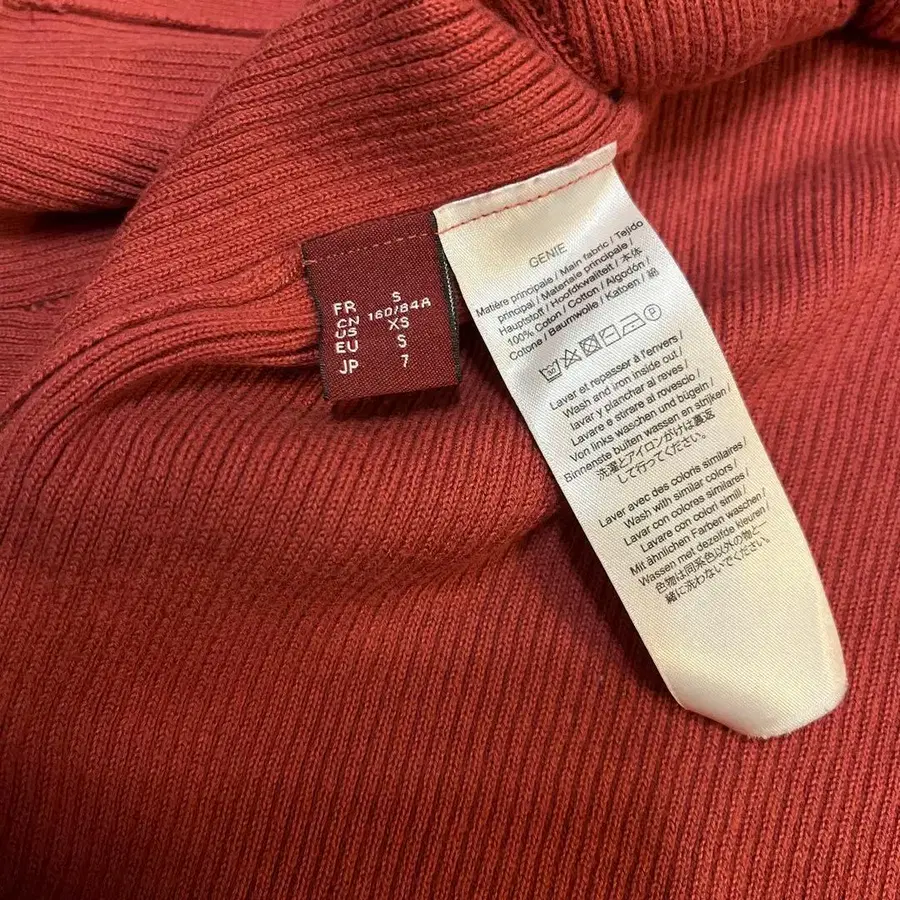 FR S
CN 160/84A
US XS
EU S
JP 7
GENIE
Matière principale / Main fabric / Tejido
principal / Materiale principale /
Hauptstoff / Hoofdkwaliteit / 本体
100% Coton / Cotton / Algodón /
Cotone / Baumwolle / Katoen / 綿
30
P
Laver et repasser à l'envers /
Wash and iron inside out /
lavar y planchar al reves /
Lavare e stirare al rovescio /
Von links waschen und bügeln /
Binnenste buiten wassen en strijken /
洗濯とアイロンがけは裏返
して行ってください。
Laver avec des coloris similaires /
Wash with similar colors /
Lavar con colores similares /
Lavare con colori simili /
Mit ähnlichen Farben waschen /
Wassen met dezelfde kleuren /
色物は同系色以外の物と一
緒に洗わないでください。